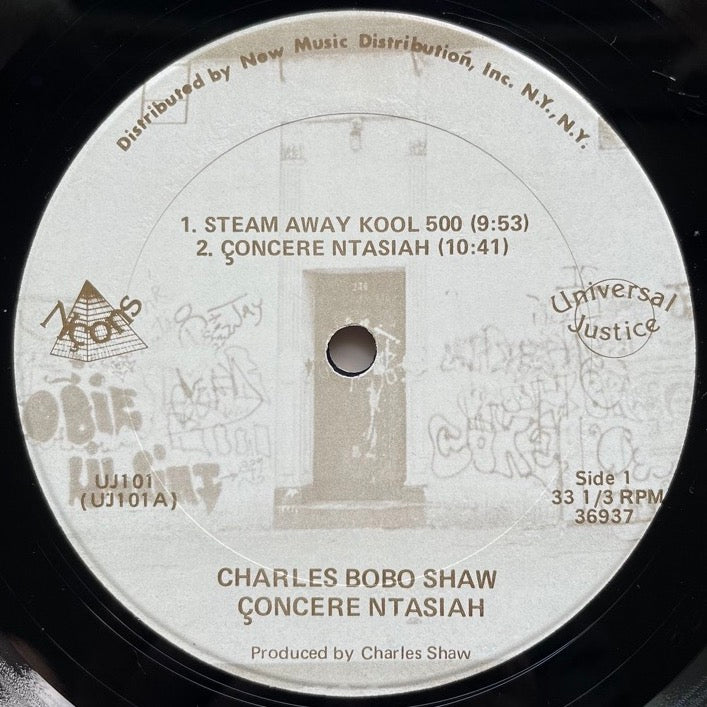 Distributed by New Music Distribution, Inc. N.Y., N.Y.
1. STEAM AWAY KOOL 500 (9:53)
2. ÇONCERE NTASIAH (10:41)
7çons
Universal
Justice
UJ101
(UJ101A)
Side 1
33 1/3 RPM
36937
CHARLES BOBO SHAW
ÇONCERE NTASIAH
Produced by Charles Shaw